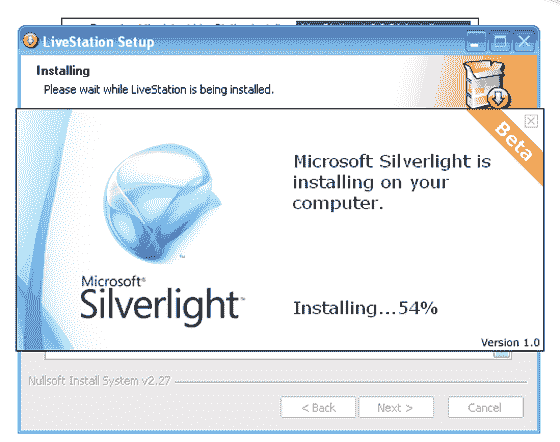 LiveStation Setup
Installing
Please wait while LiveStation is being installed.
Beta
Microsoft Silverlight is
installing on your
computer.
Microsoft®
Silverlight™
Installing...54%
Version 1.0
Nullsoft Install System v2.27
< Back
Next >
Cancel